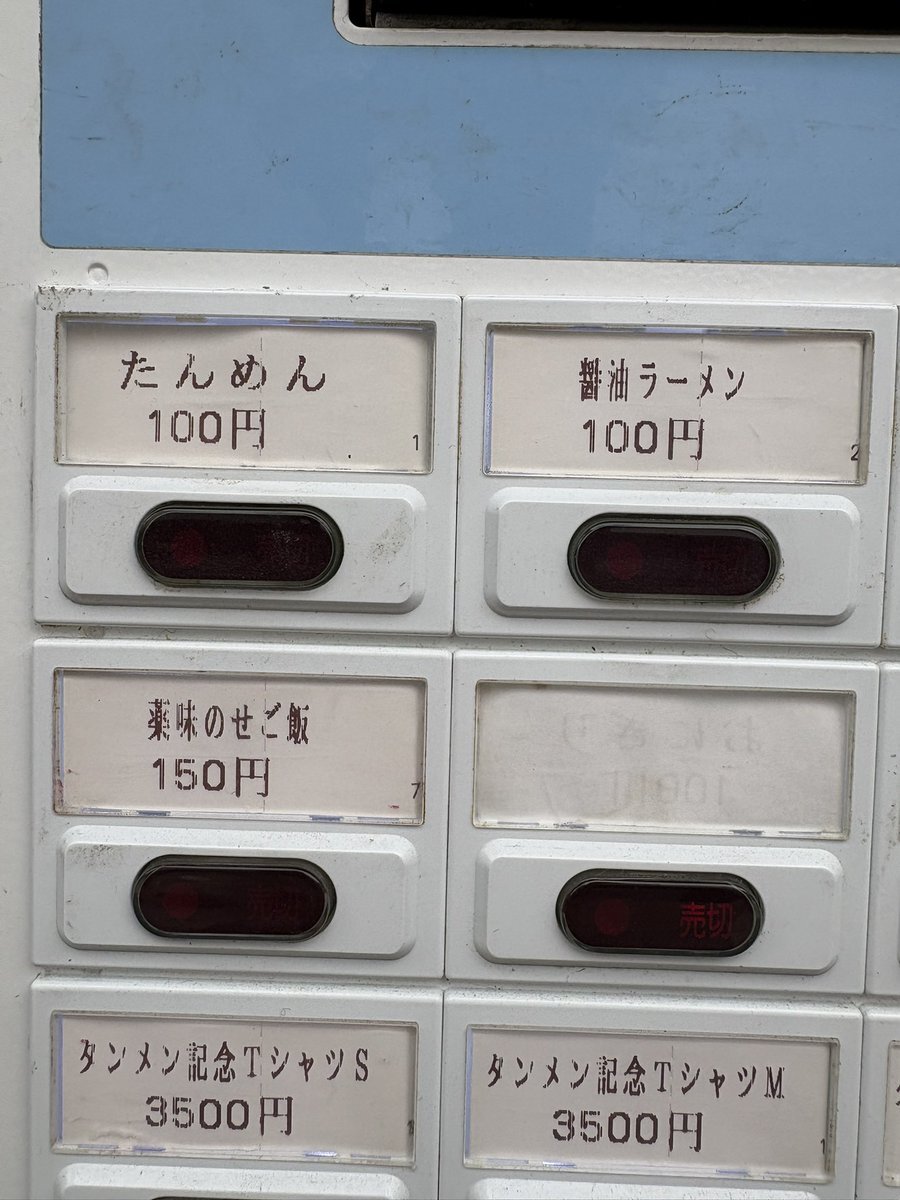 たんめん
100円
1
醤油ラーメン
100円
2
薬味のせご飯
150円
7
売切
タンメン記念TシャツS
3500円
タンメン記念TシャツM
3500円